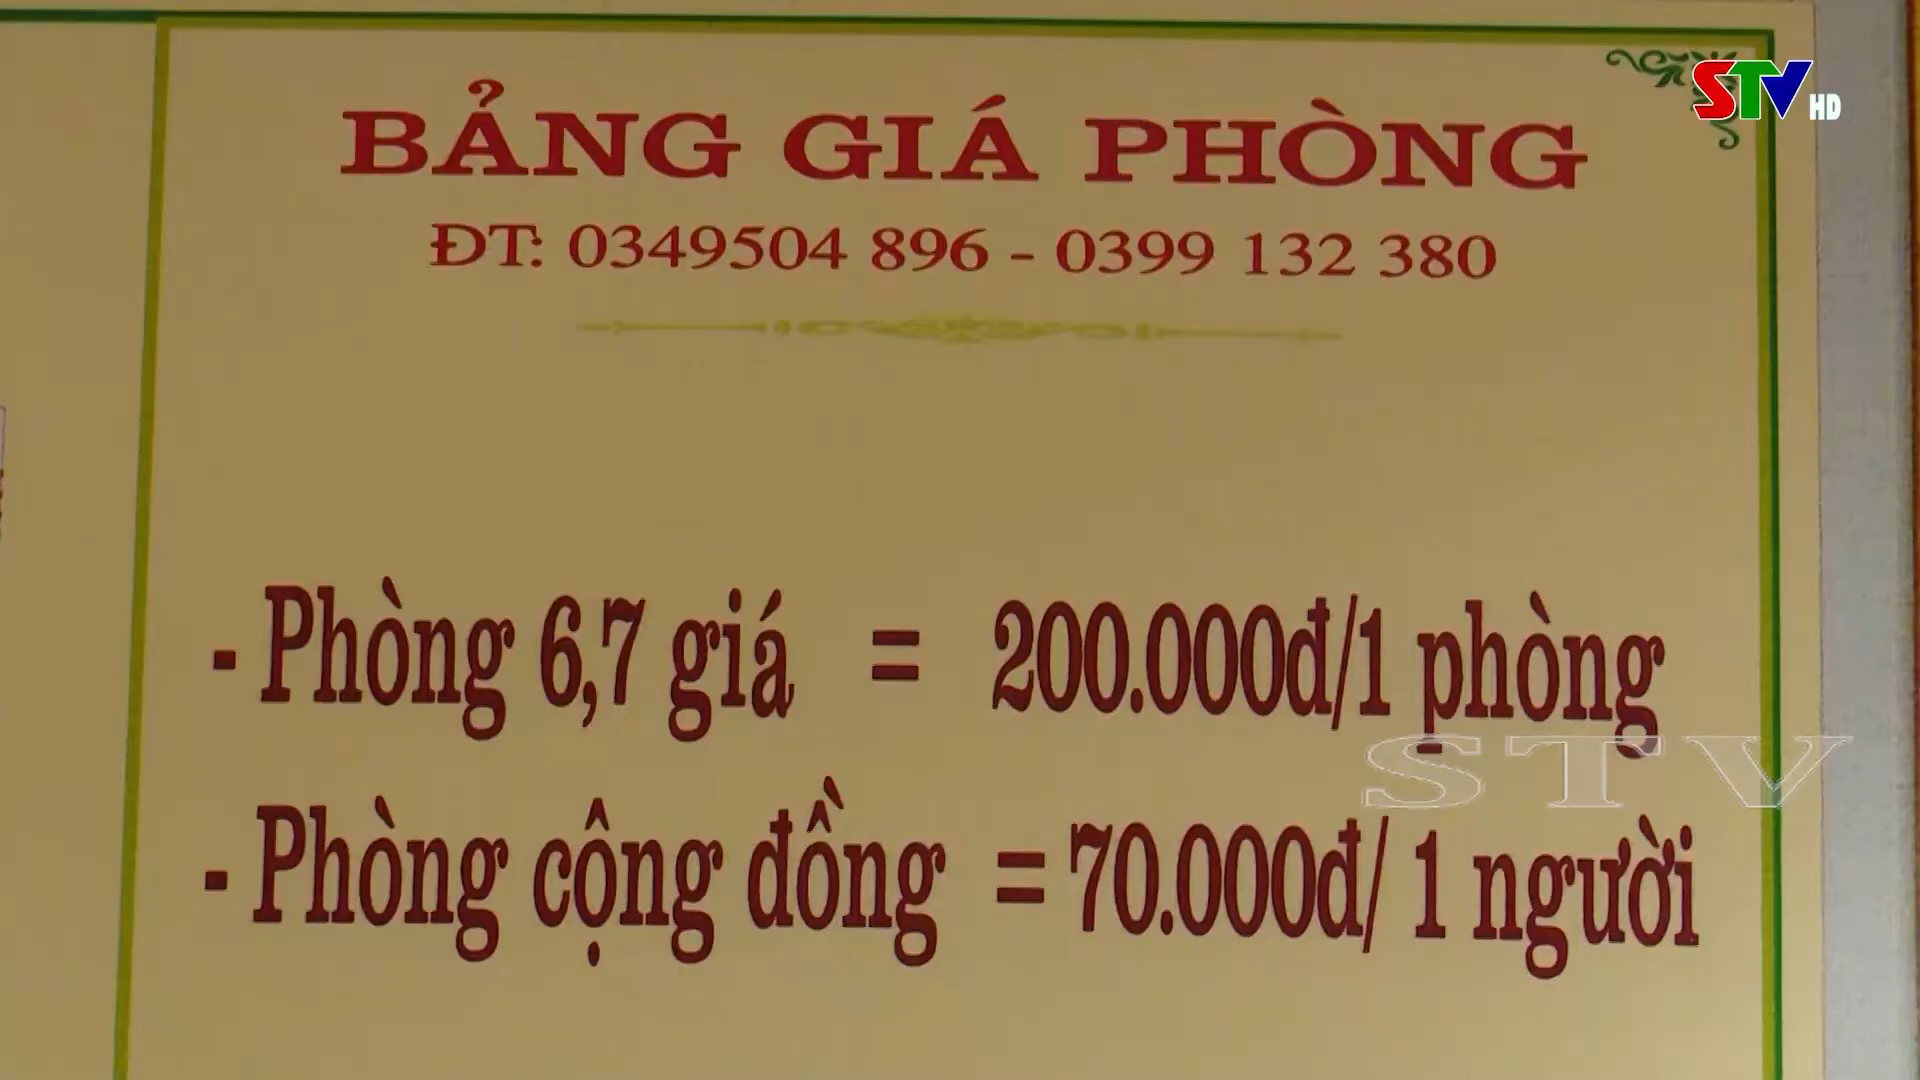 STV HD
BẢNG GIÁ PHÒNG
ĐT: 0349504 896 - 0399 132 380
- Phòng 6,7 giá = 200.000đ/1 phòng
STV
- Phòng cộng đồng = 70.000đ/ 1 người